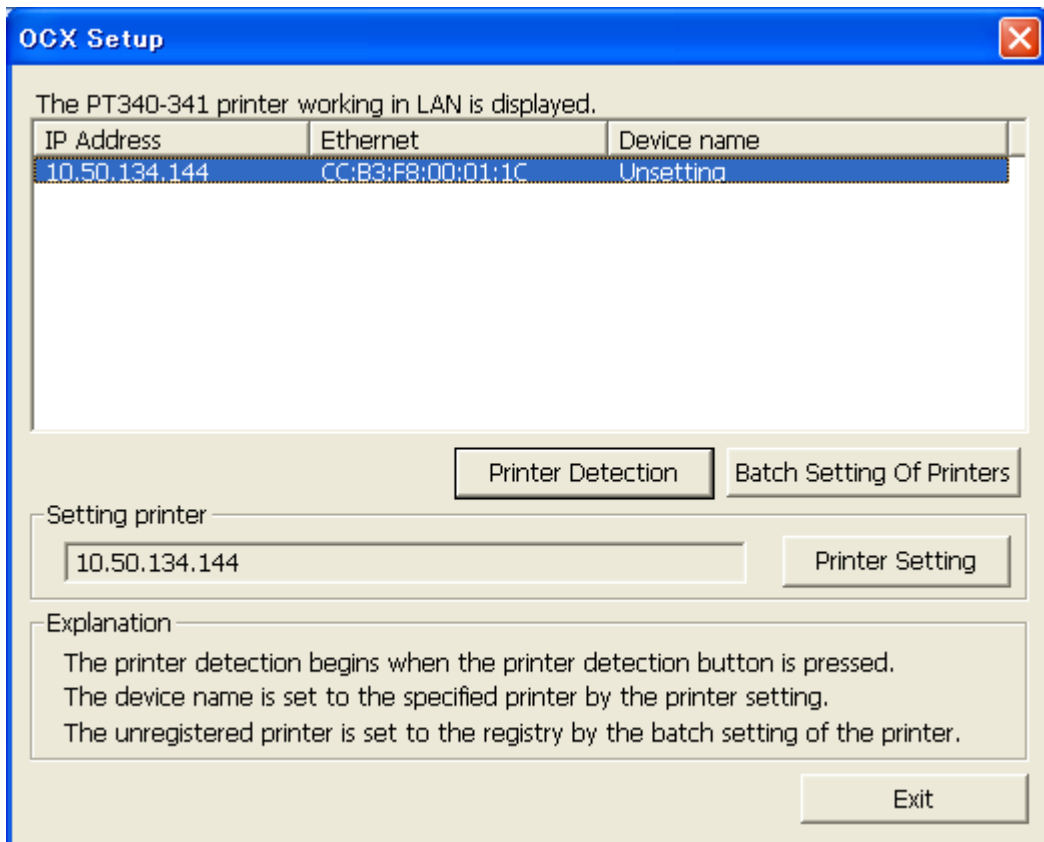 OCX Setup
The PT340-341 printer working in LAN is displayed.
IP Address Ethernet Device name
10.50.134.144 CC:B3:F8:00:01:1C Unsetting
Printer Detection Batch Setting Of Printers
Setting printer
10.50.134.144 Printer Setting
Explanation
The printer detection begins when the printer detection button is pressed.
The device name is set to the specified printer by the printer setting.
The unregistered printer is set to the registry by the batch setting of the printer.
Exit